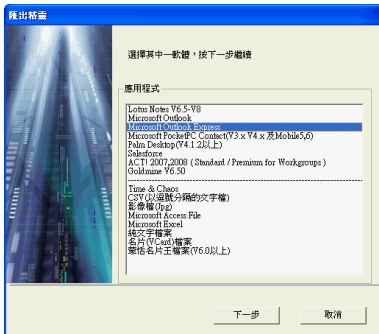 匯出精靈
選擇其中一軟體，按下一步繼續
應用程式
Lotus Notes V6.5-V8
Microsoft Outlook
Microsoft Outlook Express
Microsoft PocketPC Contact(V3.x V4.x 及Mobile5,6)
Palm Desktop(V4.1.2以上)
Salesforce
ACT! 2007,2008 ( Standard / Premium for Workgroups )
Goldmine V6.50
Time & Chaos
CSV(以逗號分隔的文字檔)
影像檔(Jpg)
Microsoft Access File
Microsoft Excel
純文字檔案
名片(VCard)檔案
蒙恬名片王檔案(V6.0以上)
下一步
取消